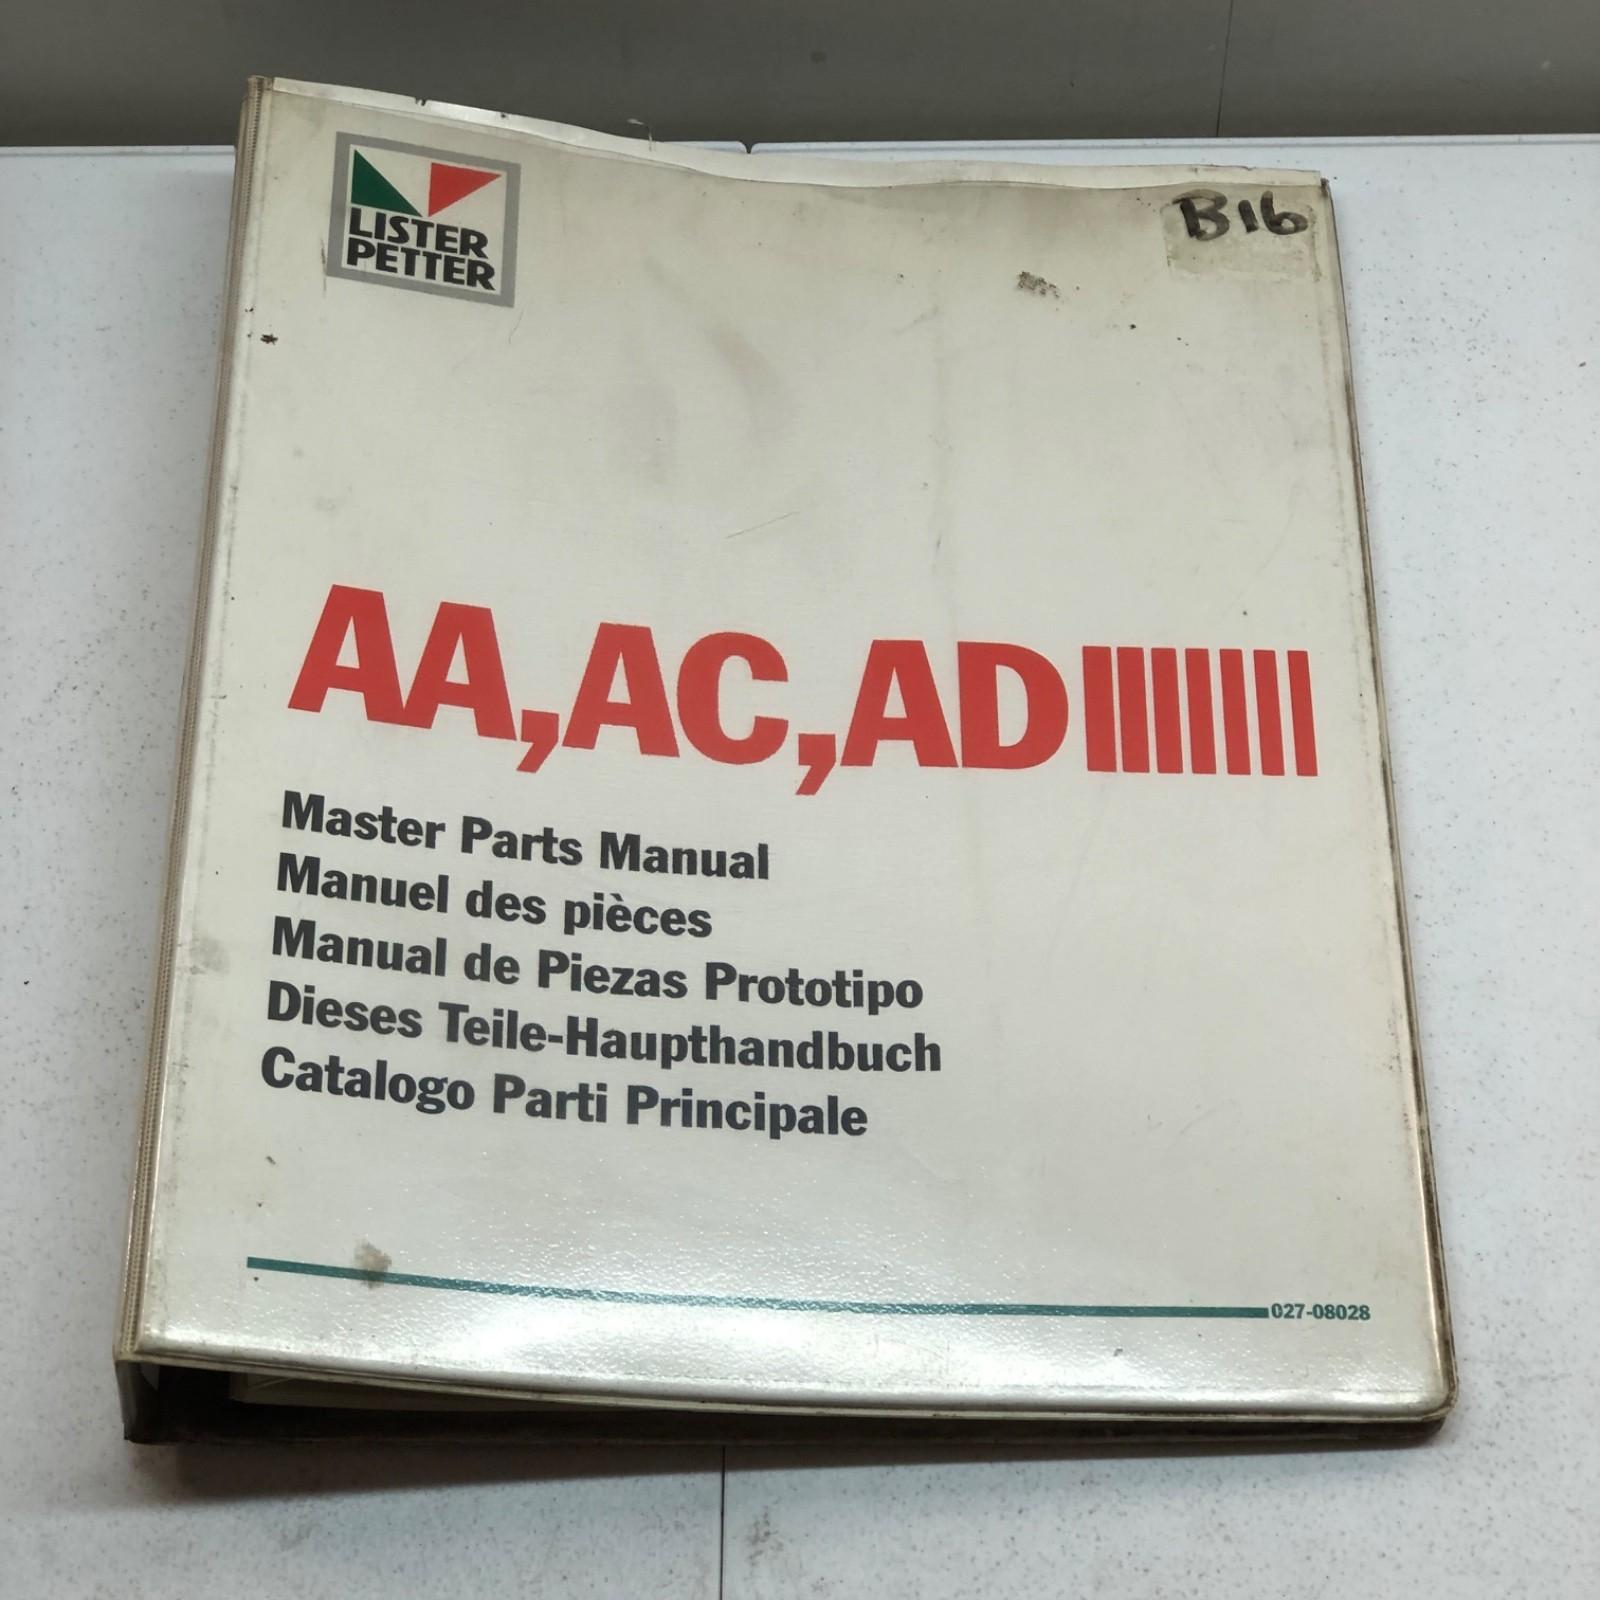 LISTER
PETTER
B16
AA,AC,AD
Master Parts Manual
Manuel des pièces
Manual de Piezas Prototipo
Dieses Teile-Haupthandbuch
Catalogo Parti Principale
027-08028